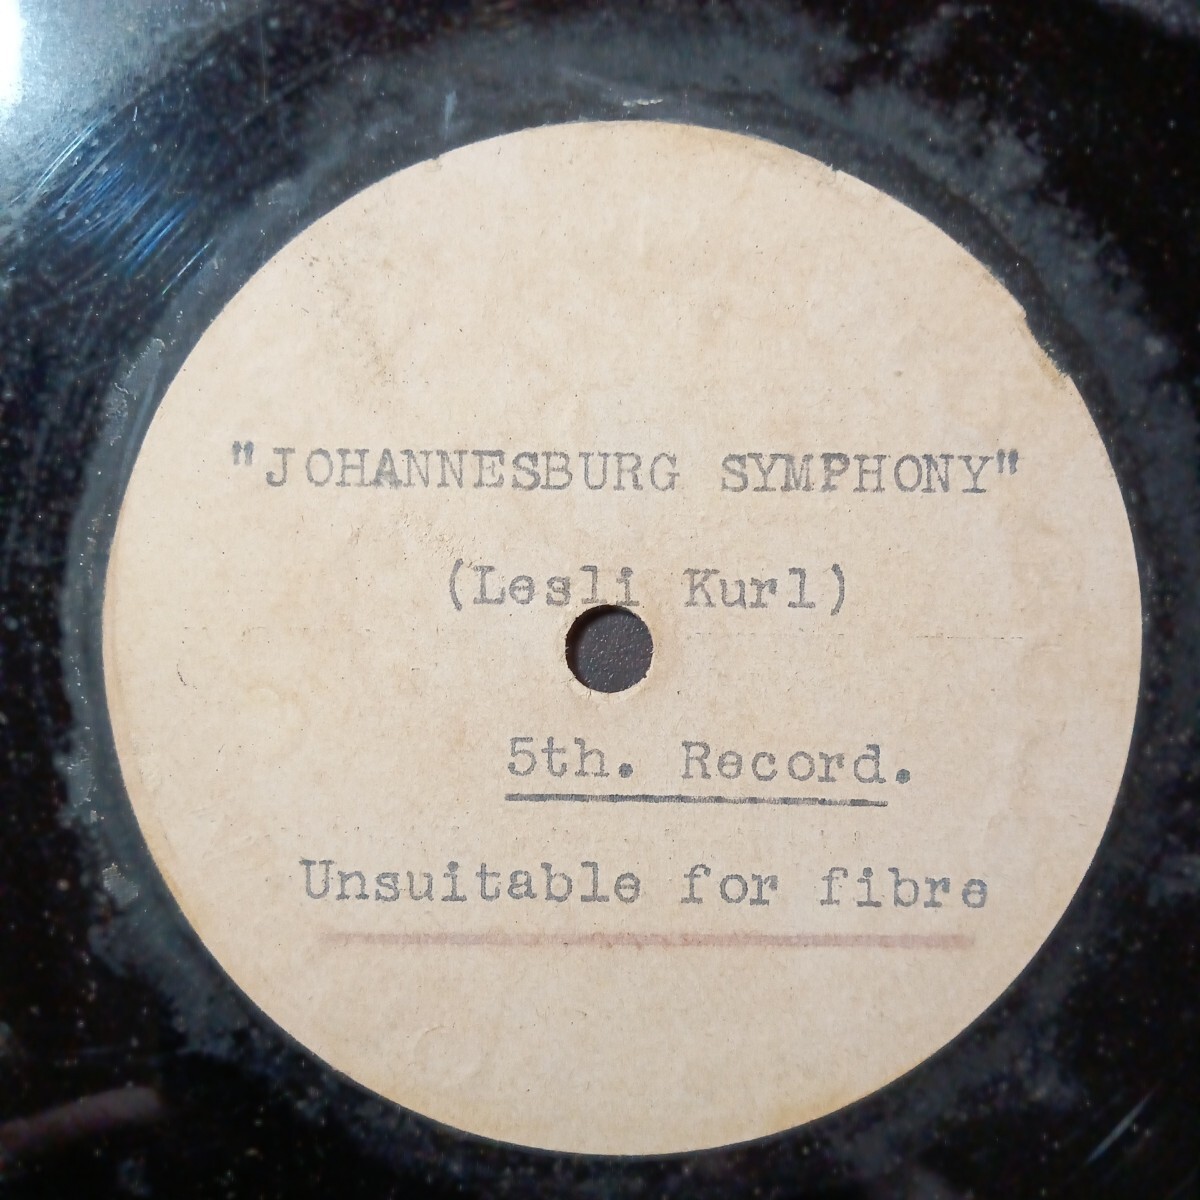 "JOHANNESBURG SYMPHONY"
(Lesli Kurl)
5th. Record.
Unsuitable for fibre